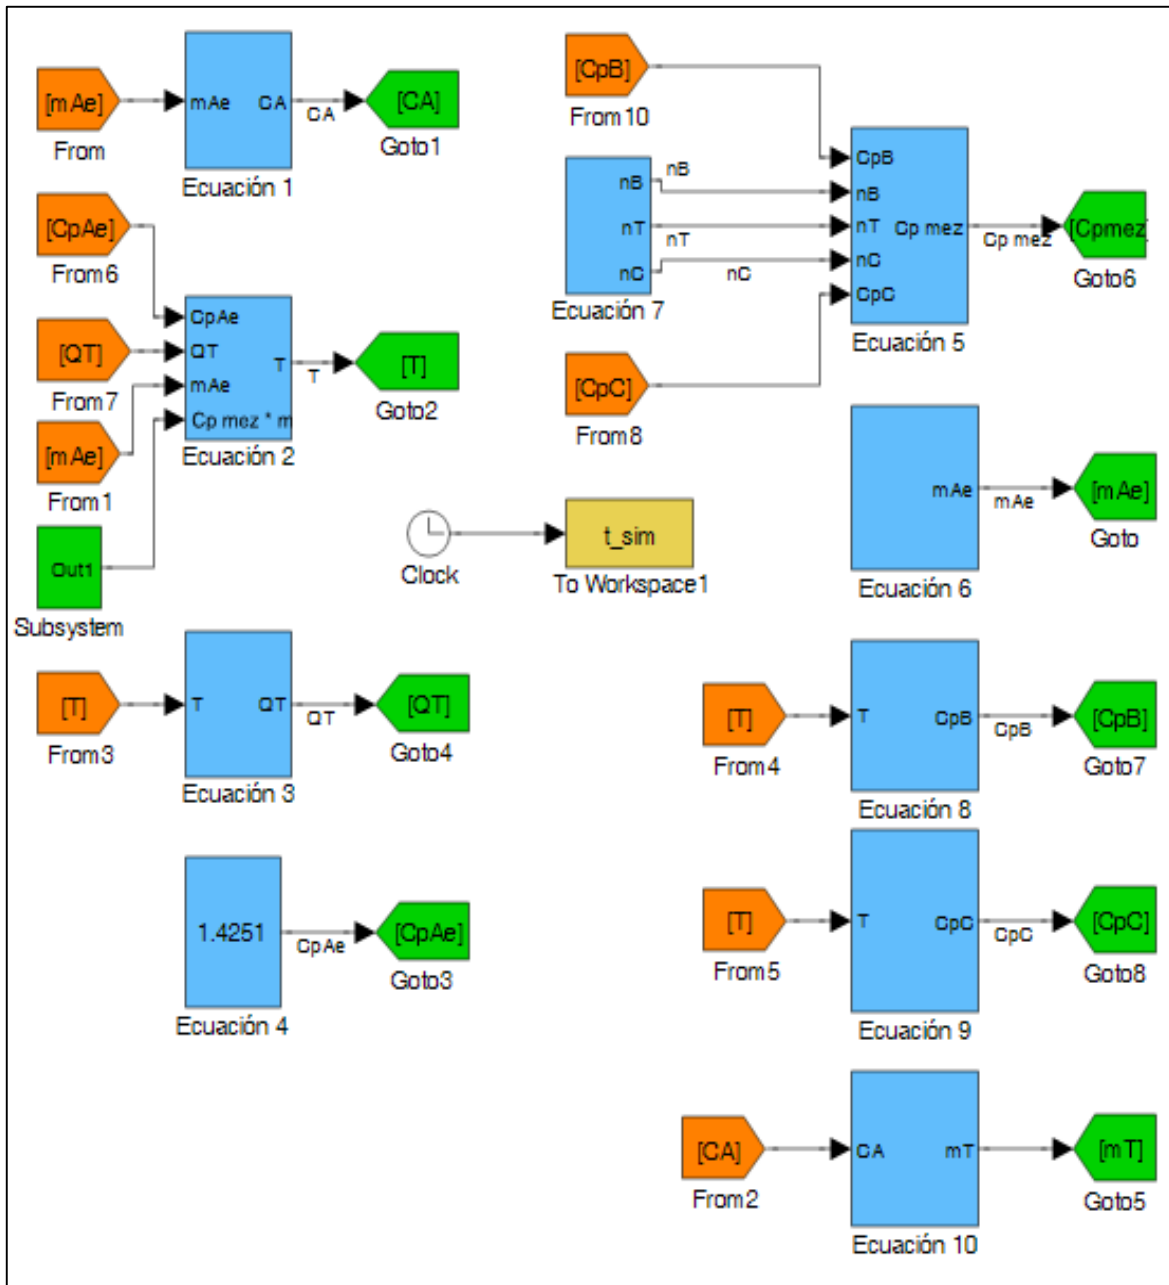 [mAe]
From
mAe
CA
CA
[CA]
Goto1
Ecuación 1
[CpAe]
From6
[QT]
From7
[mAe]
From1
Out1
Subsystem
CpAe
QT
mAe
Cp mez * m
T
T
[T]
Goto2
Ecuación 2
[T]
From3
T
QT
QT
[QT]
Goto4
Ecuación 3
1.4251
CpAe
[CpAe]
Goto3
Ecuación 4
Clock
t_sim
To Workspace1
[CpB]
From10
nB
nT
nC
nB
nT
nC
Ecuación 7
[CpC]
From8
CpB
nB
nT
nC
CpC
Cp mez
Cp mez
[Cpmez]
Goto6
Ecuación 5
mAe
mAe
[mAe]
Goto
Ecuación 6
[T]
From4
T
CpB
CpB
[CpB]
Goto7
Ecuación 8
[T]
From5
T
CpC
CpC
[CpC]
Goto8
Ecuación 9
[CA]
From2
CA
mT
[mT]
Goto5
Ecuación 10